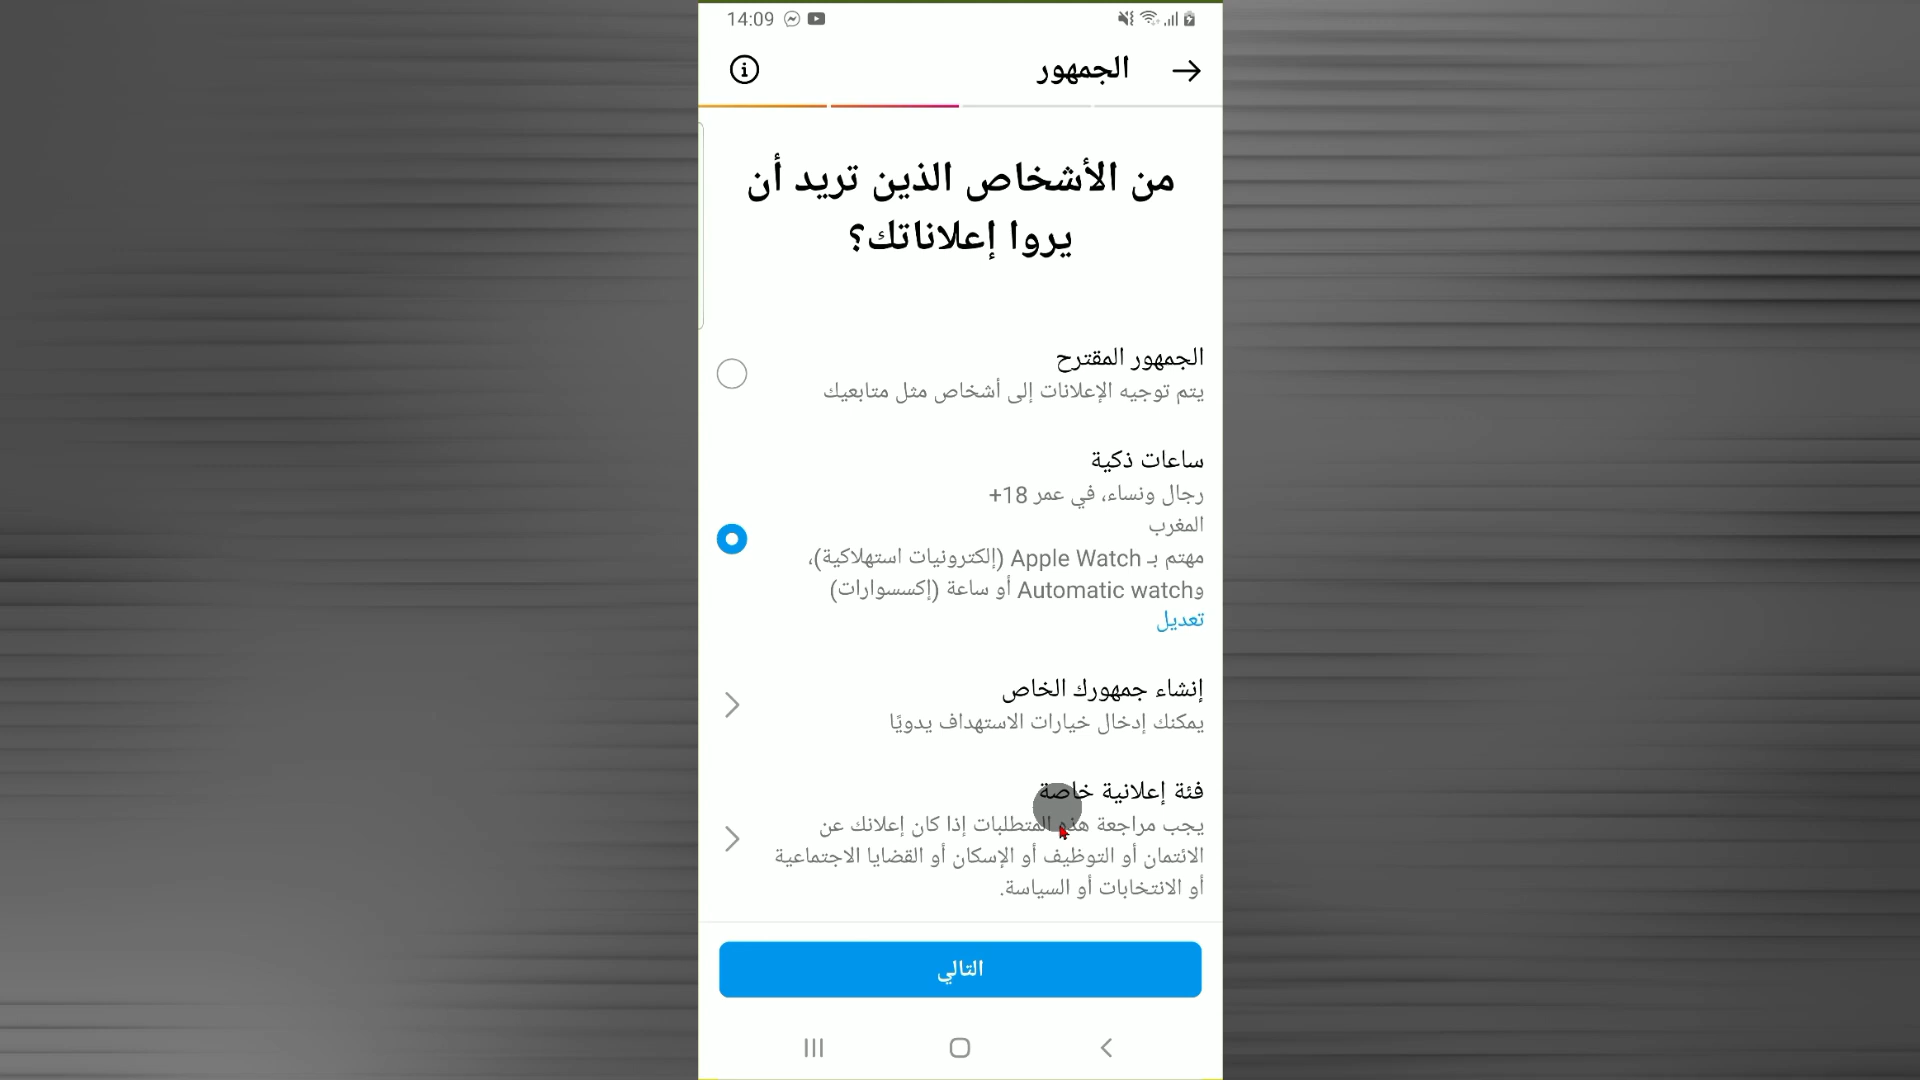 14:09
الجمهور
من الأشخاص الذين تريد أن
يروا إعلاناتك؟
الجمهور المقترح
يتم توجيه الإعلانات إلى أشخاص مثل متابعيك
ساعات ذكية
رجال ونساء، في عمر 18+
المغرب
مهتم بـ Apple Watch (إلكترونيات استهلاكية)،
وAutomatic watch أو ساعة (إكسسوارات)
تعديل
إنشاء جمهورك الخاص
يمكنك إدخال خيارات الاستهداف يدويًا
فئة إعلانية خاصة
يجب مراجعة هذه المتطلبات إذا كان إعلانك عن
الائتمان أو التوظيف أو الإسكان أو القضايا الاجتماعية
أو الانتخابات أو السياسة.
التالي